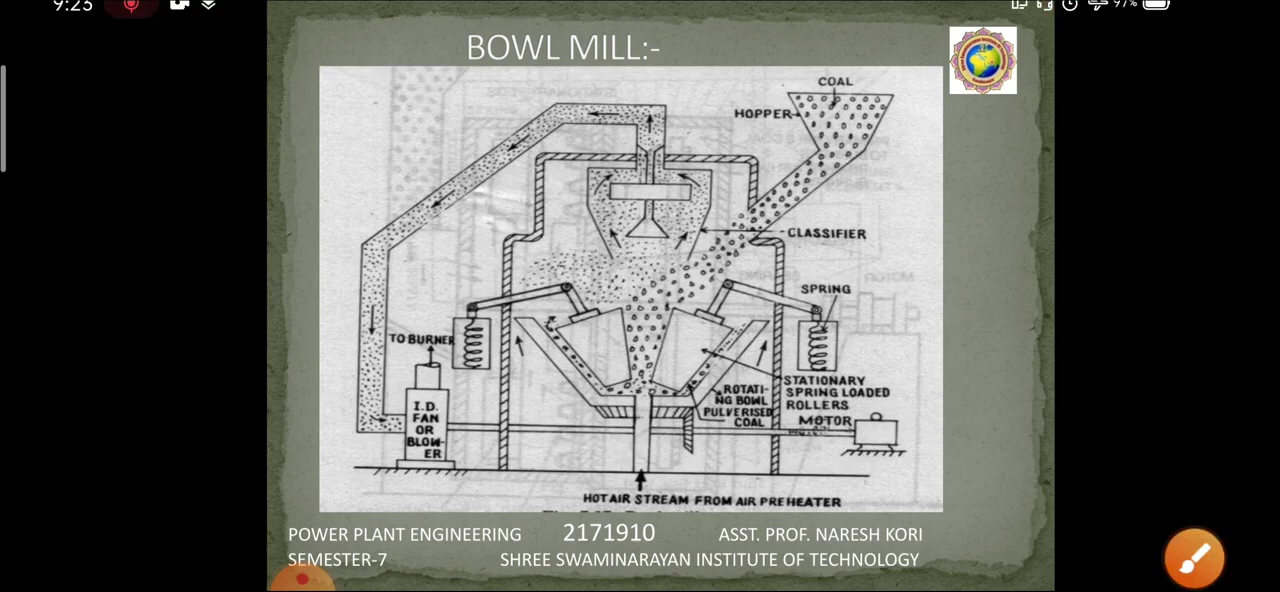 9:23
97%
BOWL MILL:-
COAL
HOPPER
CLASSIFIER
SPRING
TO BURNER
STATIONARY
SPRING LOADED
ROLLERS
ROTATI-
NG BOWL
PULVERISED
COAL
MOTOR
I.D.
FAN
OR
BLOW-
ER
HOT AIR STREAM FROM AIR PREHEATER
POWER PLANT ENGINEERING 2171910 ASST. PROF. NARESH KORI
SEMESTER-7 SHREE SWAMINARAYAN INSTITUTE OF TECHNOLOGY